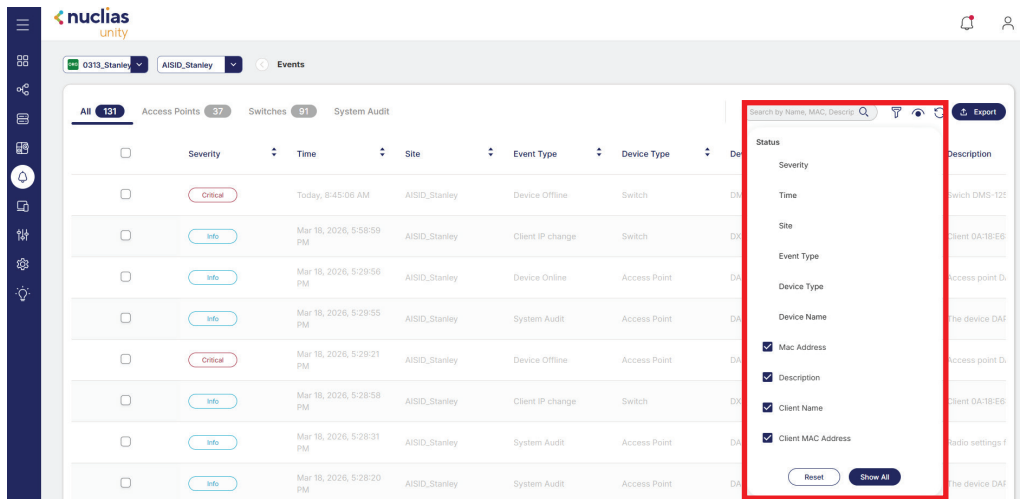 nuclias
unity
0313_Stanley AISID_Stanley Events
All 131 Access Points 37 Switches 91 System Audit Search by Name, MAC, Descrip Export
Severity Time Site Event Type Device Type Description
Critical Today, 8:45:06 AM AISID_Stanley Device Offline Switch
Info Mar 18, 2026, 5:58:59 PM AISID_Stanley Client IP change Switch
Info Mar 18, 2026, 5:29:56 PM AISID_Stanley Device Online Access Point
Info Mar 18, 2026, 5:29:55 PM AISID_Stanley System Audit Access Point The device
Critical Mar 18, 2026, 5:29:21 PM AISID_Stanley Device Offline Access Point
Info Mar 18, 2026, 5:28:58 PM AISID_Stanley Client IP change Switch
Info Mar 18, 2026, 5:28:31 PM AISID_Stanley System Audit Access Point Radio settings
Info Mar 18, 2026, 5:28:20 PM AISID_Stanley System Audit Access Point The device
Status
Severity
Time
Site
Event Type
Device Type
Device Name
Mac Address
Description
Client Name
Client MAC Address
Reset Show All